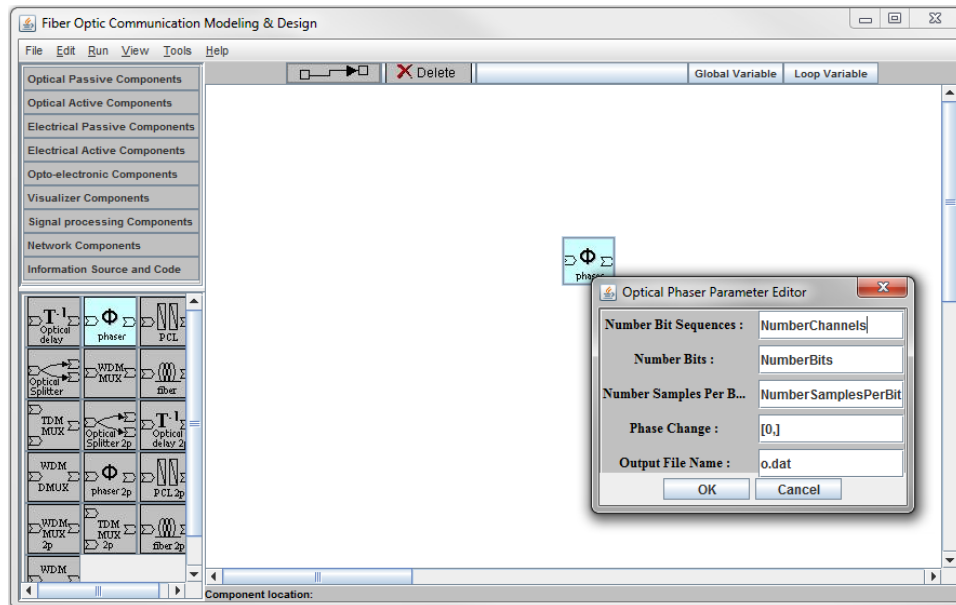 Fiber Optic Communication Modeling & Design
File Edit Run View Tools Help
Delete
Global Variable Loop Variable
Optical Passive Components
Optical Active Components
Electrical Passive Components
Electrical Active Components
Opto-electronic Components
Visualizer Components
Signal processing Components
Network Components
Information Source and Code
T-1
Optical
delay
Φ
phaser
PCL
Optical
Splitter
WDM
MUX
fiber
TDM
MUX
Optical
Splitter 2p
T-1
Optical
delay 2
WDM
DMUX
Φ
phaser 2p
PCL 2p
WDM
MUX
2p
TDM
MUX
2p
fiber 2p
WDM
Φ
phaser
Optical Phaser Parameter Editor
Number Bit Sequences : NumberChannels
Number Bits : NumberBits
Number Samples Per B... NumberSamplesPerBit
Phase Change : [0,]
Output File Name : o.dat
OK Cancel
Component location: